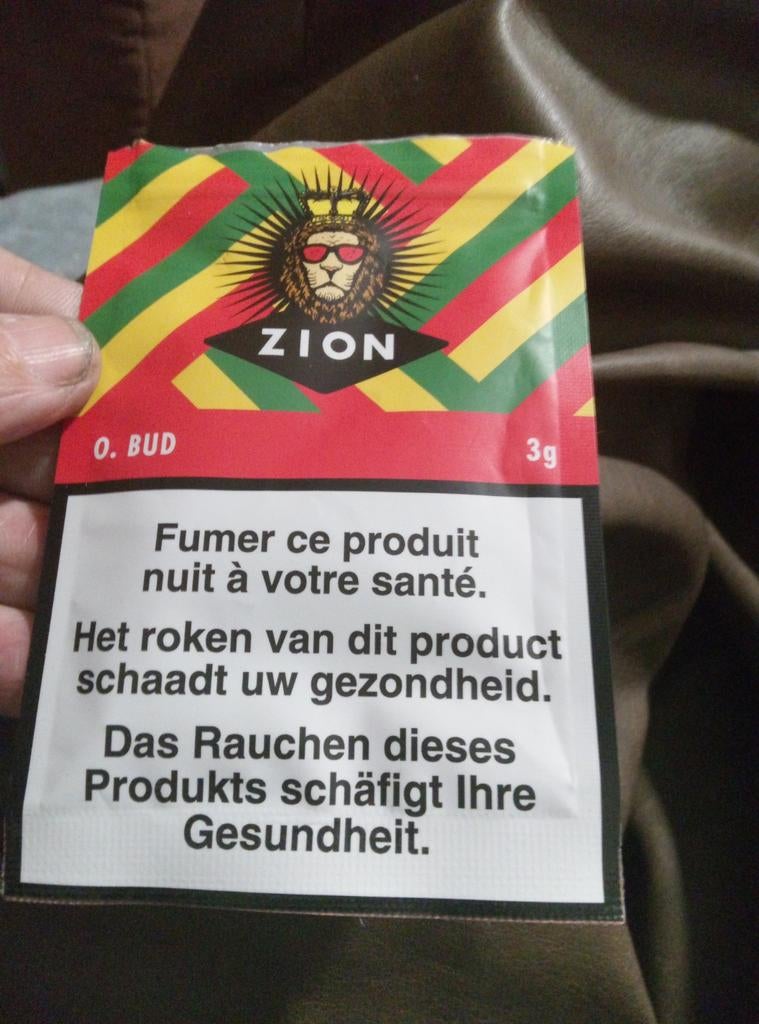 ZION
O. BUD 3g
Fumer ce produit
nuit à votre santé.
Het roken van dit product
schaadt uw gezondheid.
Das Rauchen dieses
Produkts schäfigt Ihre
Gesundheit.